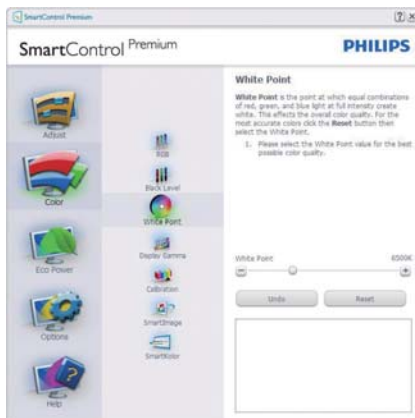 SmartControl Premium
SmartControl Premium
PHILIPS
Adjust
Color
Eco Power
Options
Help
RGB
Black Level
White Point
Display Gamma
Calibration
SmartImage
SmartKolor
White Point
White Point is the point at which equal combinations
of red, green, and blue light at full intensity create
white. This effects the overall color quality. For the
most accurate colors click the Reset button then
select the White Point.
1. Please select the White Point value for the best
possible color quality.
White Point 6500K
Undo Reset